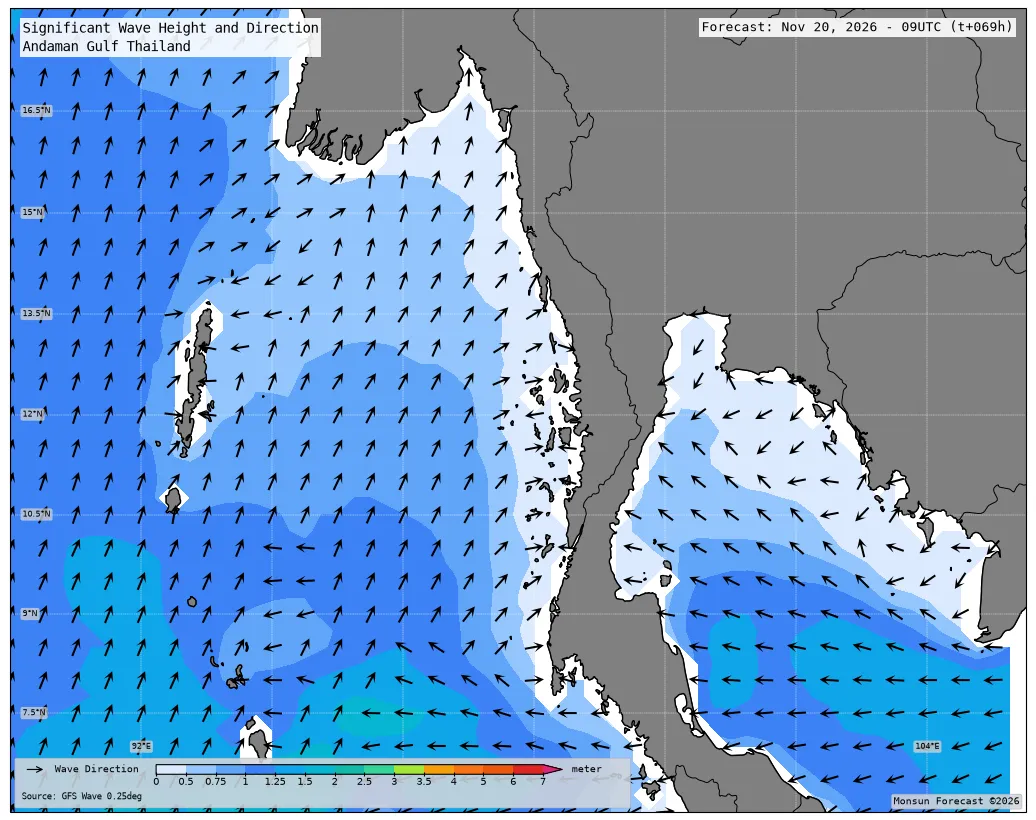 Significant Wave Height and Direction
Andaman Gulf Thailand
Forecast: Nov 20, 2026 - 09UTC (t+069h)
16.5°N
15°N
13.5°N
12°N
10.5°N
9°N
7.5°N
92°E
104°E
Wave Direction
meter
0 0.5 0.75 1 1.25 1.5 2 2.5 3 3.5 4 5 6 7
Source: GFS Wave 0.25deg
Monsun Forecast ©2026